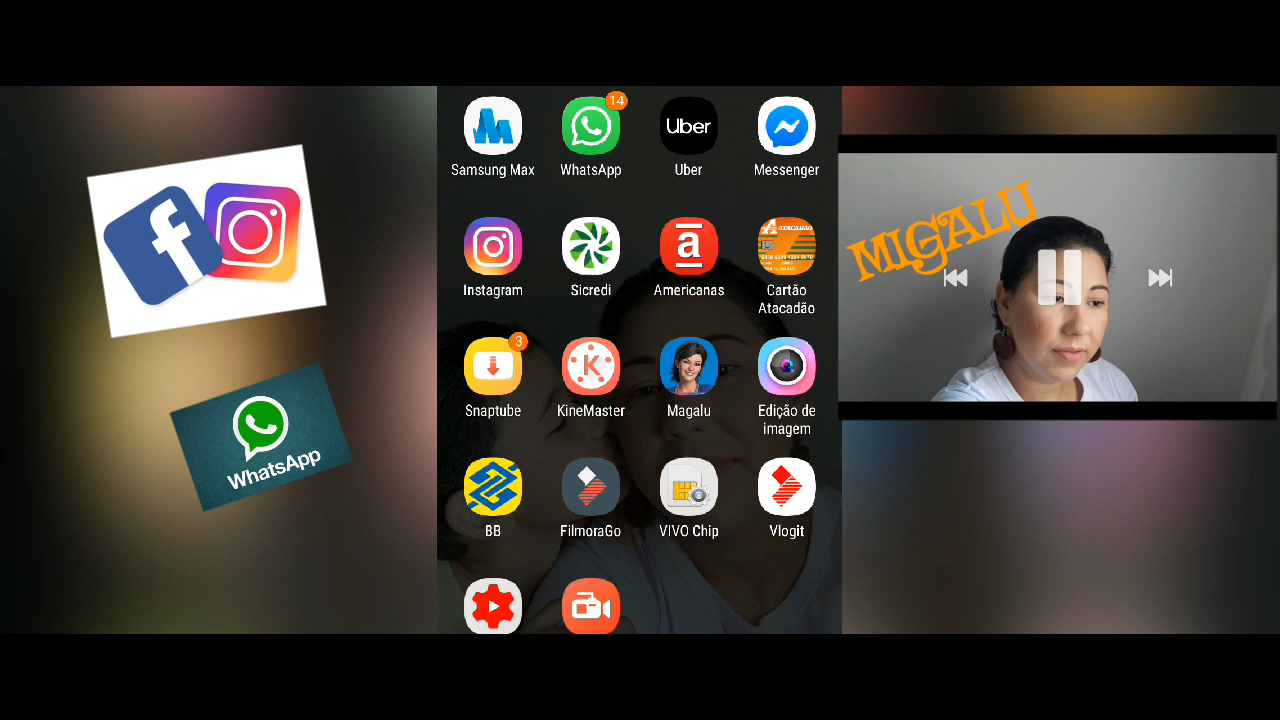 WhatsApp
14
Uber
Samsung Max
WhatsApp
Uber
Messenger
a
ATACADÃO
Instagram
Sicredi
Americanas
Cartão
Atacadão
3
K
Snaptube
KineMaster
Magalu
Edição de
imagem
BB
FilmoraGo
VIVO Chip
Vlogit
MIGALU